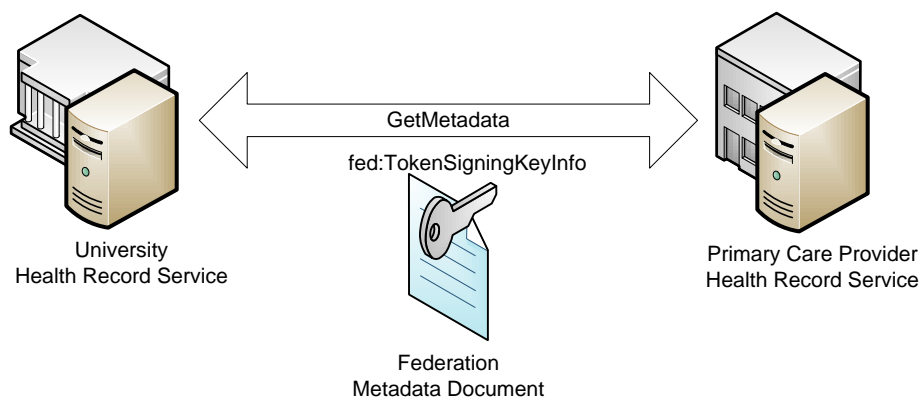 GetMetadata
fed:TokenSigningKeyInfo
University
Health Record Service
Primary Care Provider
Health Record Service
Federation
Metadata Document